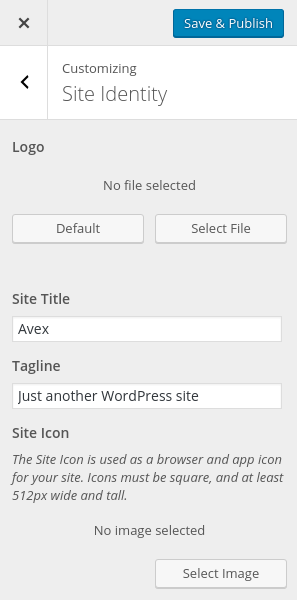 Save & Publish
Customizing
Site Identity
Logo
No file selected
Default
Select File
Site Title
Avex
Tagline
Just another WordPress site
Site Icon
The Site Icon is used as a browser and app icon
for your site. Icons must be square, and at least
512px wide and tall.
No image selected
Select Image